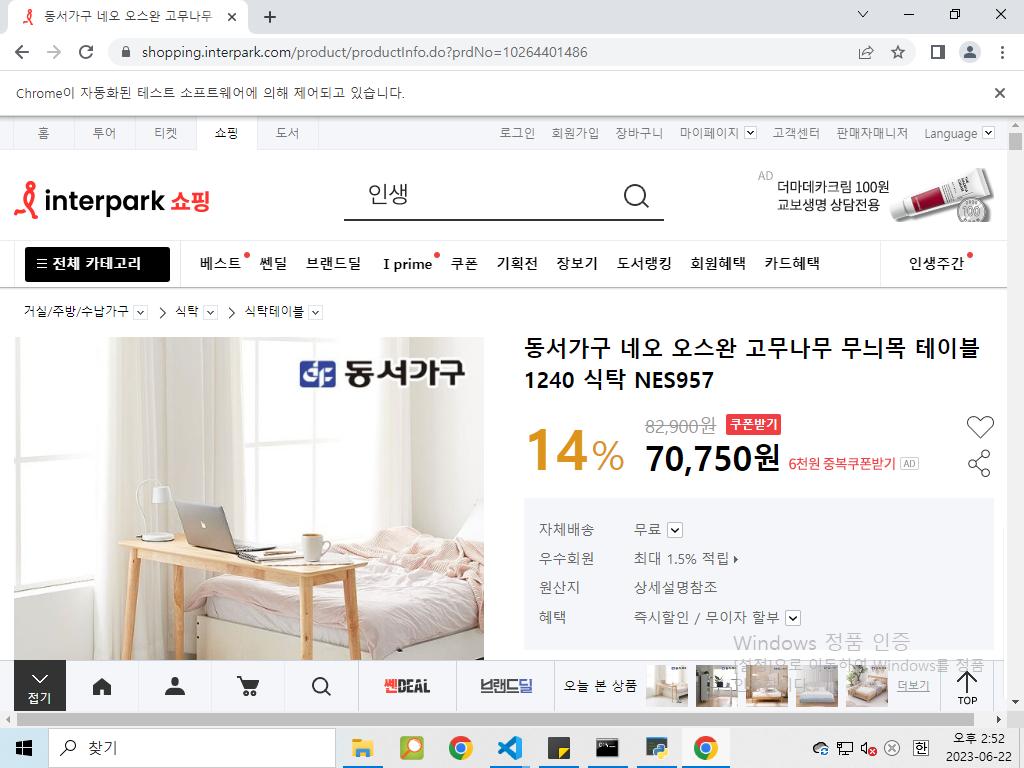 동서가구 네오 오스완 고무나무
shopping.interpark.com/product/productInfo.do?prdNo=10264401486
Chrome이 자동화된 테스트 소프트웨어에 의해 제어되고 있습니다.
홈 투어 티켓 쇼핑 도서 로그인 회원가입 장바구니 마이페이지 고객센터 판매자매니저 Language
interpark 쇼핑
인생
AD 더마데카크림 100원
교보생명 상담전용
전체 카테고리 베스트 쎈딜 브랜드딜 I prime 쿠폰 기획전 장보기 도서랭킹 회원혜택 카드혜택 인생주간
거실/주방/수납가구 식탁 식탁테이블
동서가구
동서가구 네오 오스완 고무나무 무늬목 테이블
1240 식탁 NES957
14% 82,900원 쿠폰받기
70,750원 6천원 중복쿠폰받기 AD
자체배송 무료
우수회원 최대 1.5% 적립
원산지 상세설명참조
혜택 즉시할인 / 무이자 할부
Windows 정품 인증
[설정]으로 이동하여 Windows를 정품
접기 쎈DEAL 브랜드딜 오늘 본 상품 더보기 TOP
찾기
한
오후 2:52
2023-06-22